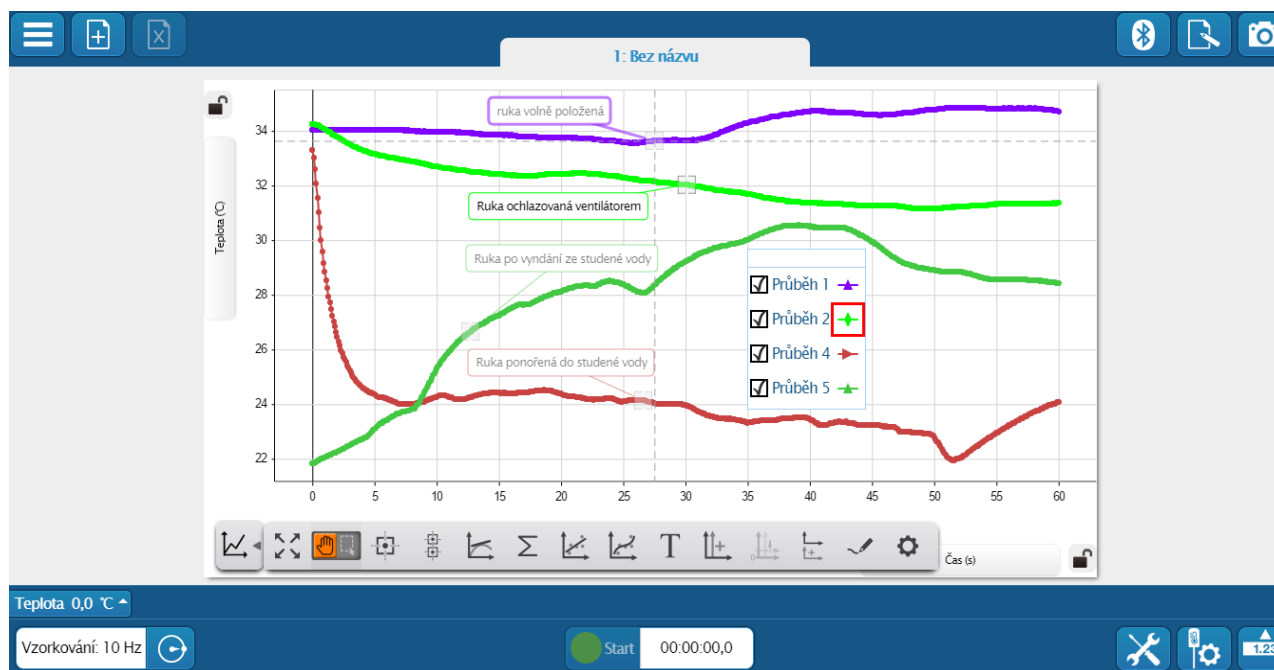 1: Bez názvu
Teplota (℃)
34
32
30
28
26
24
22
ruka volně položená
Ruka ochlazovaná ventilátorem
Ruka po vyndání ze studené vody
Ruka ponořená do studené vody
Průběh 1
Průběh 2
Průběh 4
Průběh 5
0 5 10 15 20 25 30 35 40 45 50 55 60
Σ T
Čas (s)
Teplota 0,0 ℃
Vzorkování: 10 Hz
Start 00:00:00,0
1.23